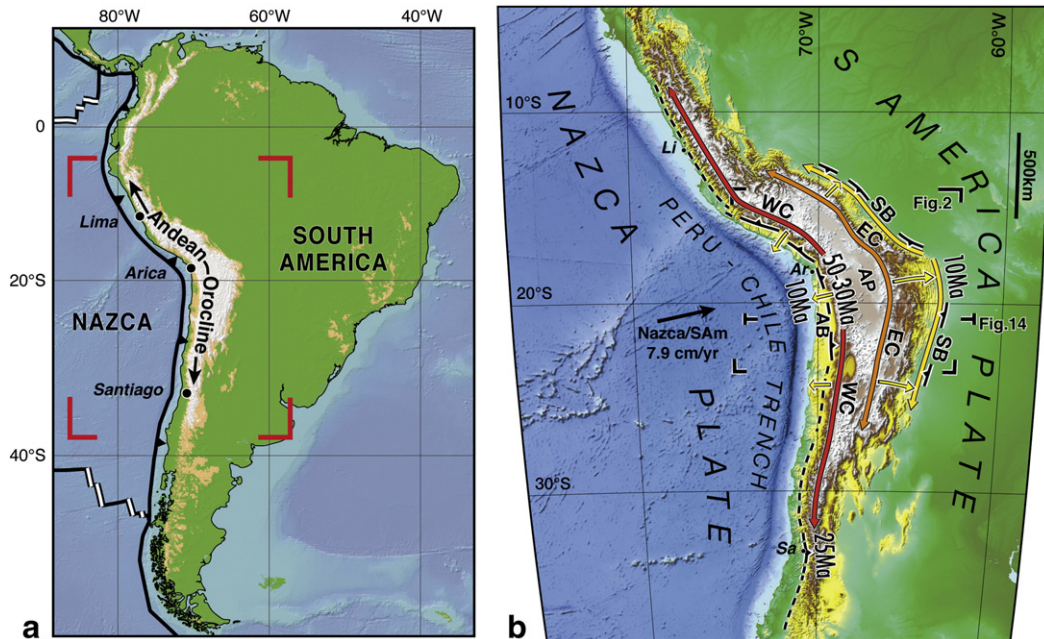 80°W
60°W
40°W
0
20°S
40°S
Lima
Arica
Santiago
Andean
Orocline
SOUTH
AMERICA
NAZCA
a
70°W
60°W
10°S
20°S
30°S
NAZCA
PLATE
S AMERICA
PLATE
PERU - CHILE TRENCH
Li
Ar
Sa
WC
WC
EC
EC
SB
SB
AP
AB
50-30Ma
10Ma
10Ma
25Ma
Nazca/SAm
7.9 cm/yr
Fig.2
Fig.14
500km
b